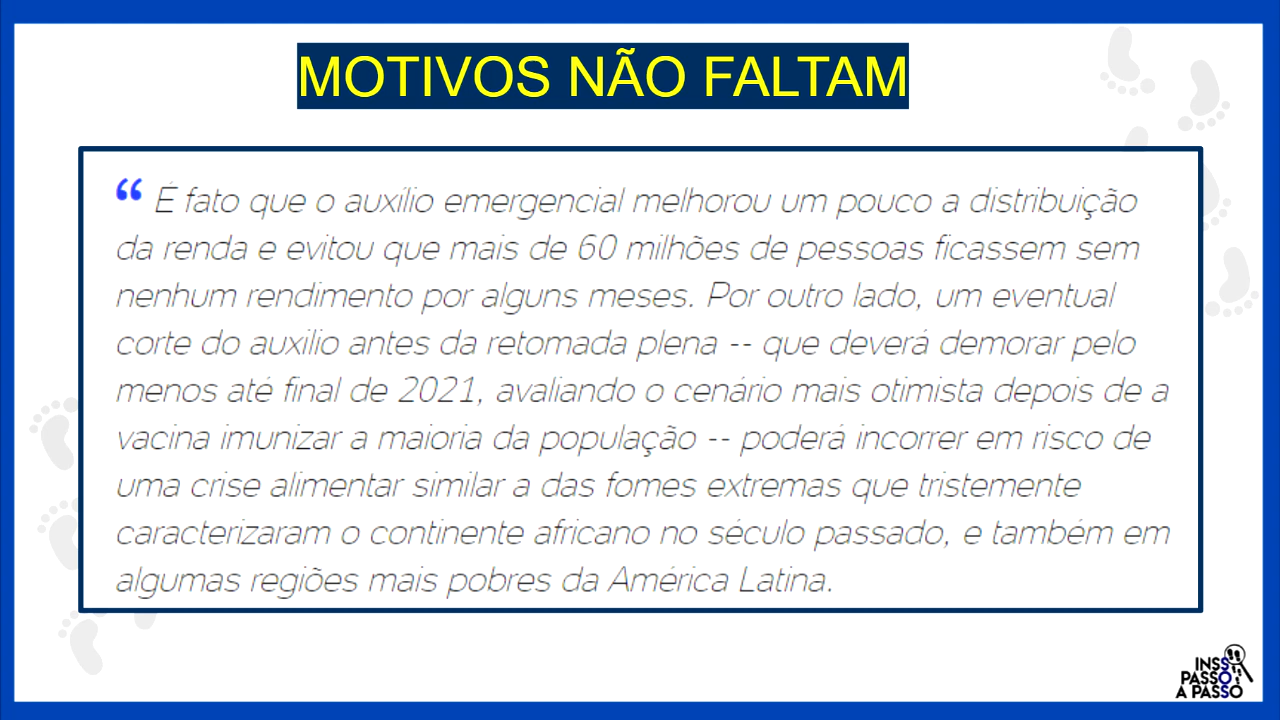 MOTIVOS NÃO FALTAM
“ É fato que o auxílio emergencial melhorou um pouco a distribuição
da renda e evitou que mais de 60 milhões de pessoas ficassem sem
nenhum rendimento por alguns meses. Por outro lado, um eventual
corte do auxílio antes da retomada plena -- que deverá demorar pelo
menos até final de 2021, avaliando o cenário mais otimista depois de a
vacina imunizar a maioria da população -- poderá incorrer em risco de
uma crise alimentar similar a das fomes extremas que tristemente
caracterizaram o continente africano no século passado, e também em
algumas regiões mais pobres da América Latina.
INSS
PASSO
A PASSO